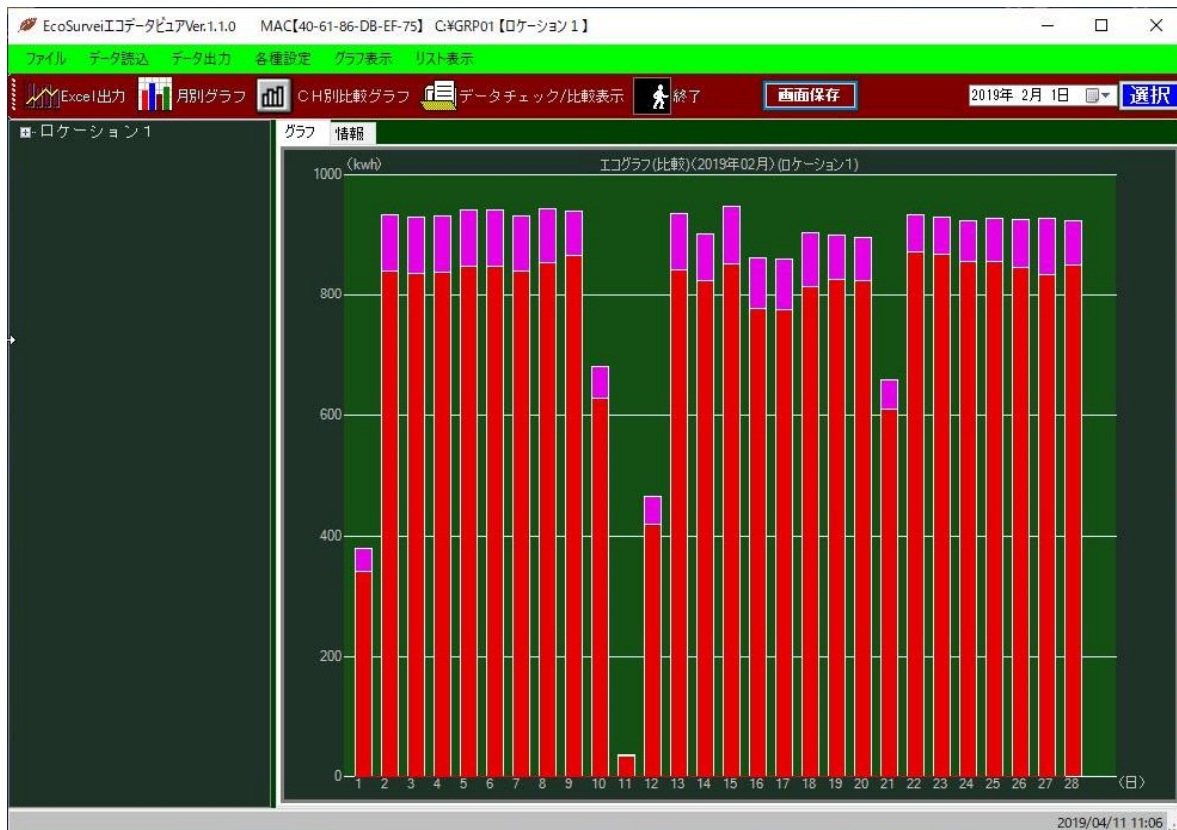 EcoSurveiエコデータビュアVer.1.1.0 MAC【40-61-86-DB-EF-75】 C:¥GRP01【ロケーション１】
ファイル データ読込 データ出力 各種設定 グラフ表示 リスト表示
Excel出力 月別グラフ ＣＨ別比較グラフ データチェック/比較表示 終了 画面保存 2019年 2月 1日 選択
ロケーション１
グラフ 情報
(kwh) エコグラフ(比較)(2019年02月)(ロケーション1)
1000
800
600
400
200
0
1 2 3 4 5 6 7 8 9 10 11 12 13 14 15 16 17 18 19 20 21 22 23 24 25 26 27 28 (日)
2019/04/11 11:06